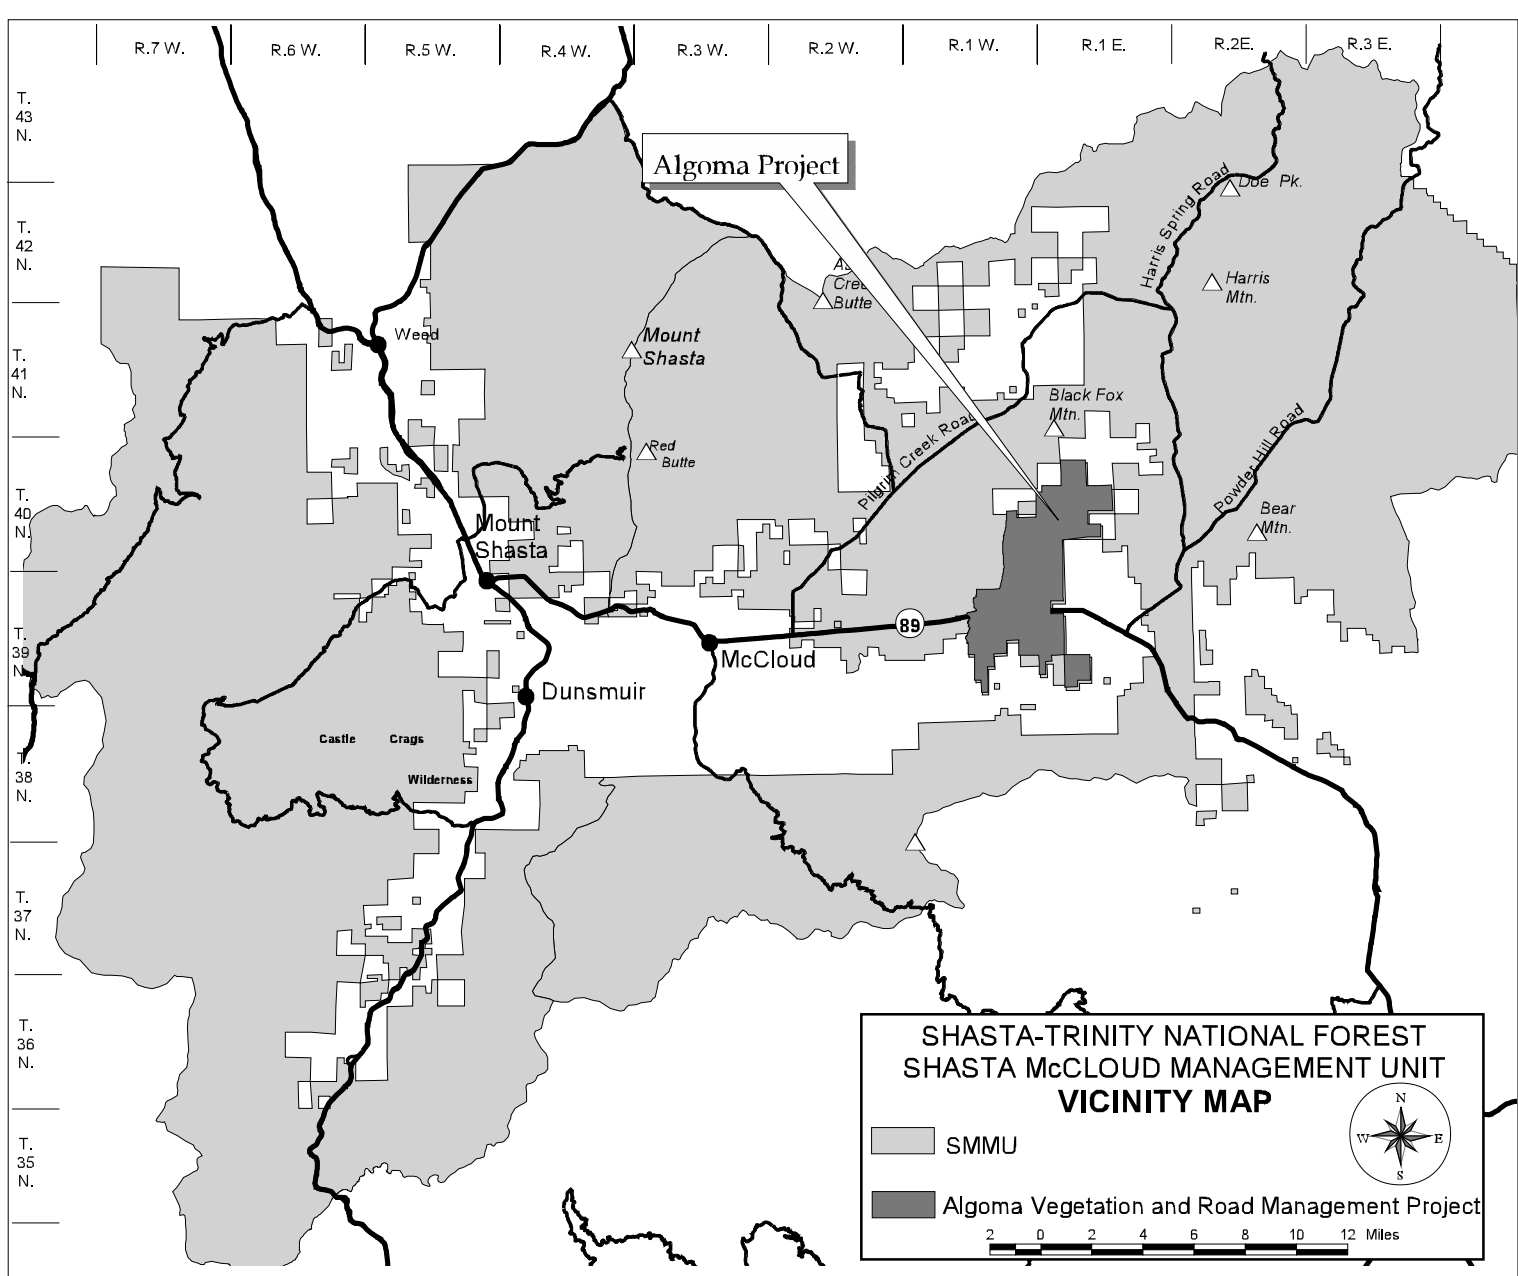 R.7 W.
R.6 W.
R.5 W.
R.4 W.
R.3 W.
R.2 W.
R.1 W.
R.1 E.
R.2E.
R.3 E.
T.
43
N.
T.
42
N.
T.
41
N.
T.
40
N.
T.
39
N.
T.
38
N.
T.
37
N.
T.
36
N.
T.
35
N.
Algoma Project
Harris Spring Road
Doe Pk.
Harris
Mtn.
Butte
Weed
Mount
Shasta
Black Fox
Mtn.
Red
Butte
Pilgrim Creek Road
Powder Hill Road
Bear
Mtn.
Mount
Shasta
89
McCloud
Dunsmuir
Castle Crags
Wilderness
SHASTA-TRINITY NATIONAL FOREST
SHASTA McCLOUD MANAGEMENT UNIT
VICINITY MAP
N
W E
S
SMMU
Algoma Vegetation and Road Management Project
2 0 2 4 6 8 10 12 Miles